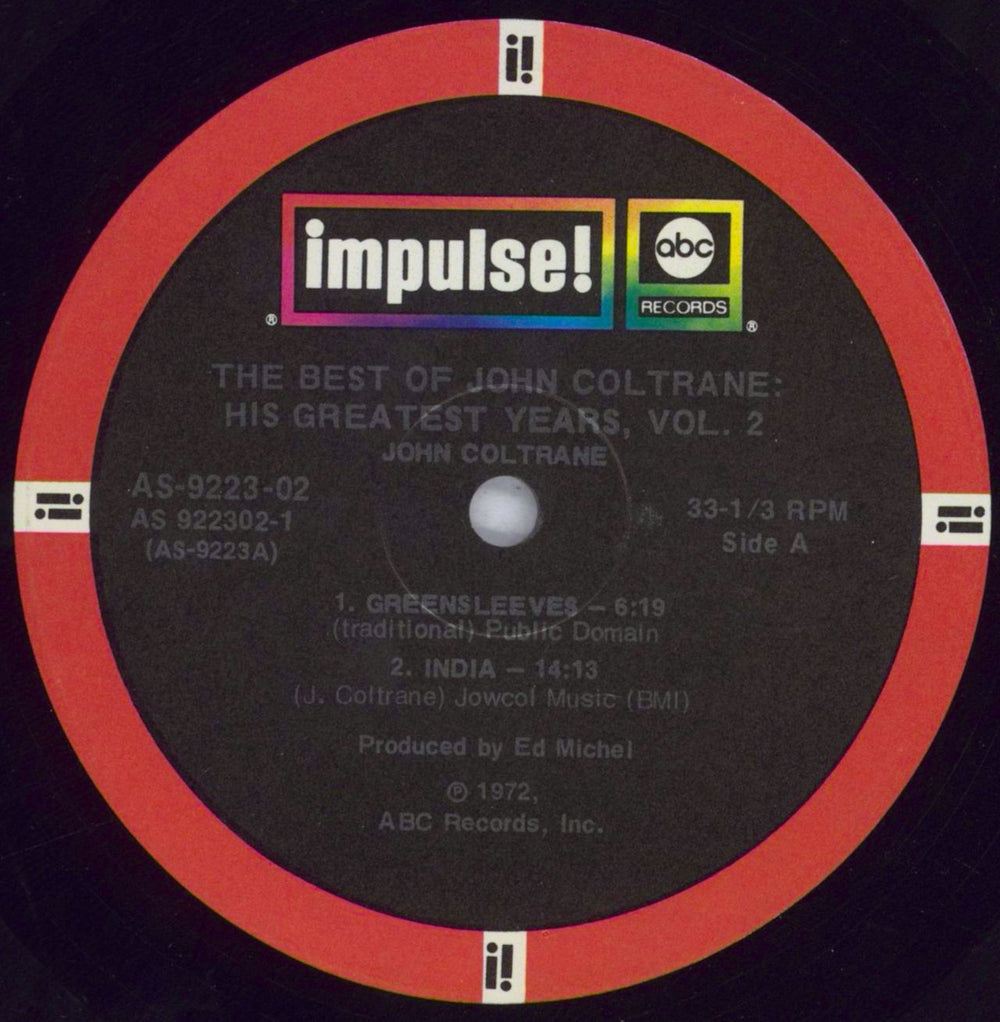 i!
impulse!
abc
RECORDS
®
®
THE BEST OF JOHN COLTRANE:
HIS GREATEST YEARS, VOL. 2
JOHN COLTRANE
AS-9223-02
AS 922302-1
(AS-9223A)
33-1/3 RPM
Side A
i!
i!
1. GREENSLEEVES — 6:19
(traditional) Public Domain
2. INDIA — 14:13
(J. Coltrane) Jowcol Music (BMI)
Produced by Ed Michel
℗ 1972,
ABC Records, Inc.
i!